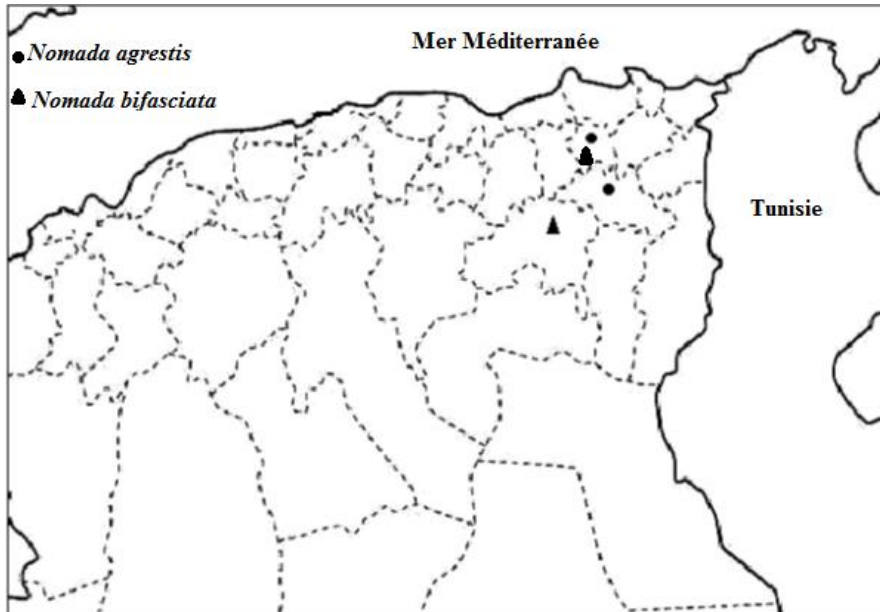 Mer Méditerranée
Nomada agrestis
Nomada bifasciata
Tunisie